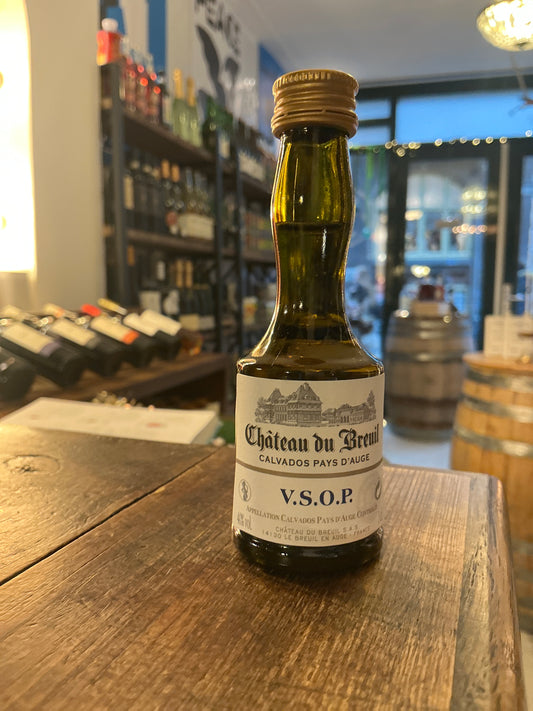 PEACE
Château du Breuil
CALVADOS PAYS D'AUGE
V.S.O.P.
APPELLATION CALVADOS PAYS D'AUGE
CHÂTEAU DU BREUIL S.A.S.
14130 LE BREUIL EN AUGE - FRANCE